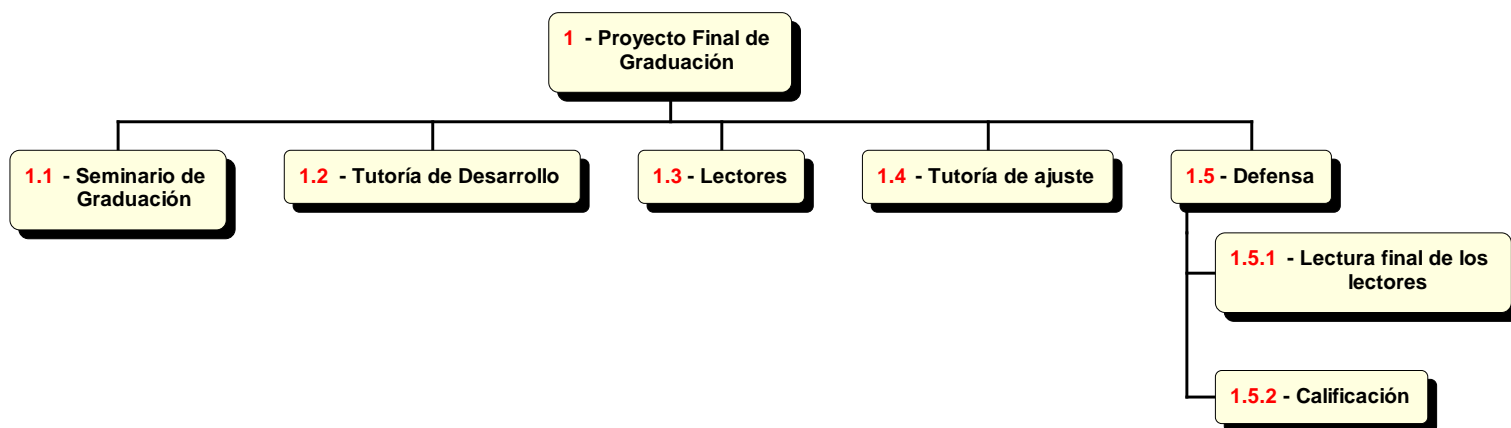 1 - Proyecto Final de
Graduación
1.1 - Seminario de
Graduación
1.2 - Tutoría de Desarrollo
1.3 - Lectores
1.4 - Tutoría de ajuste
1.5 - Defensa
1.5.1 - Lectura final de los
lectores
1.5.2 - Calificación